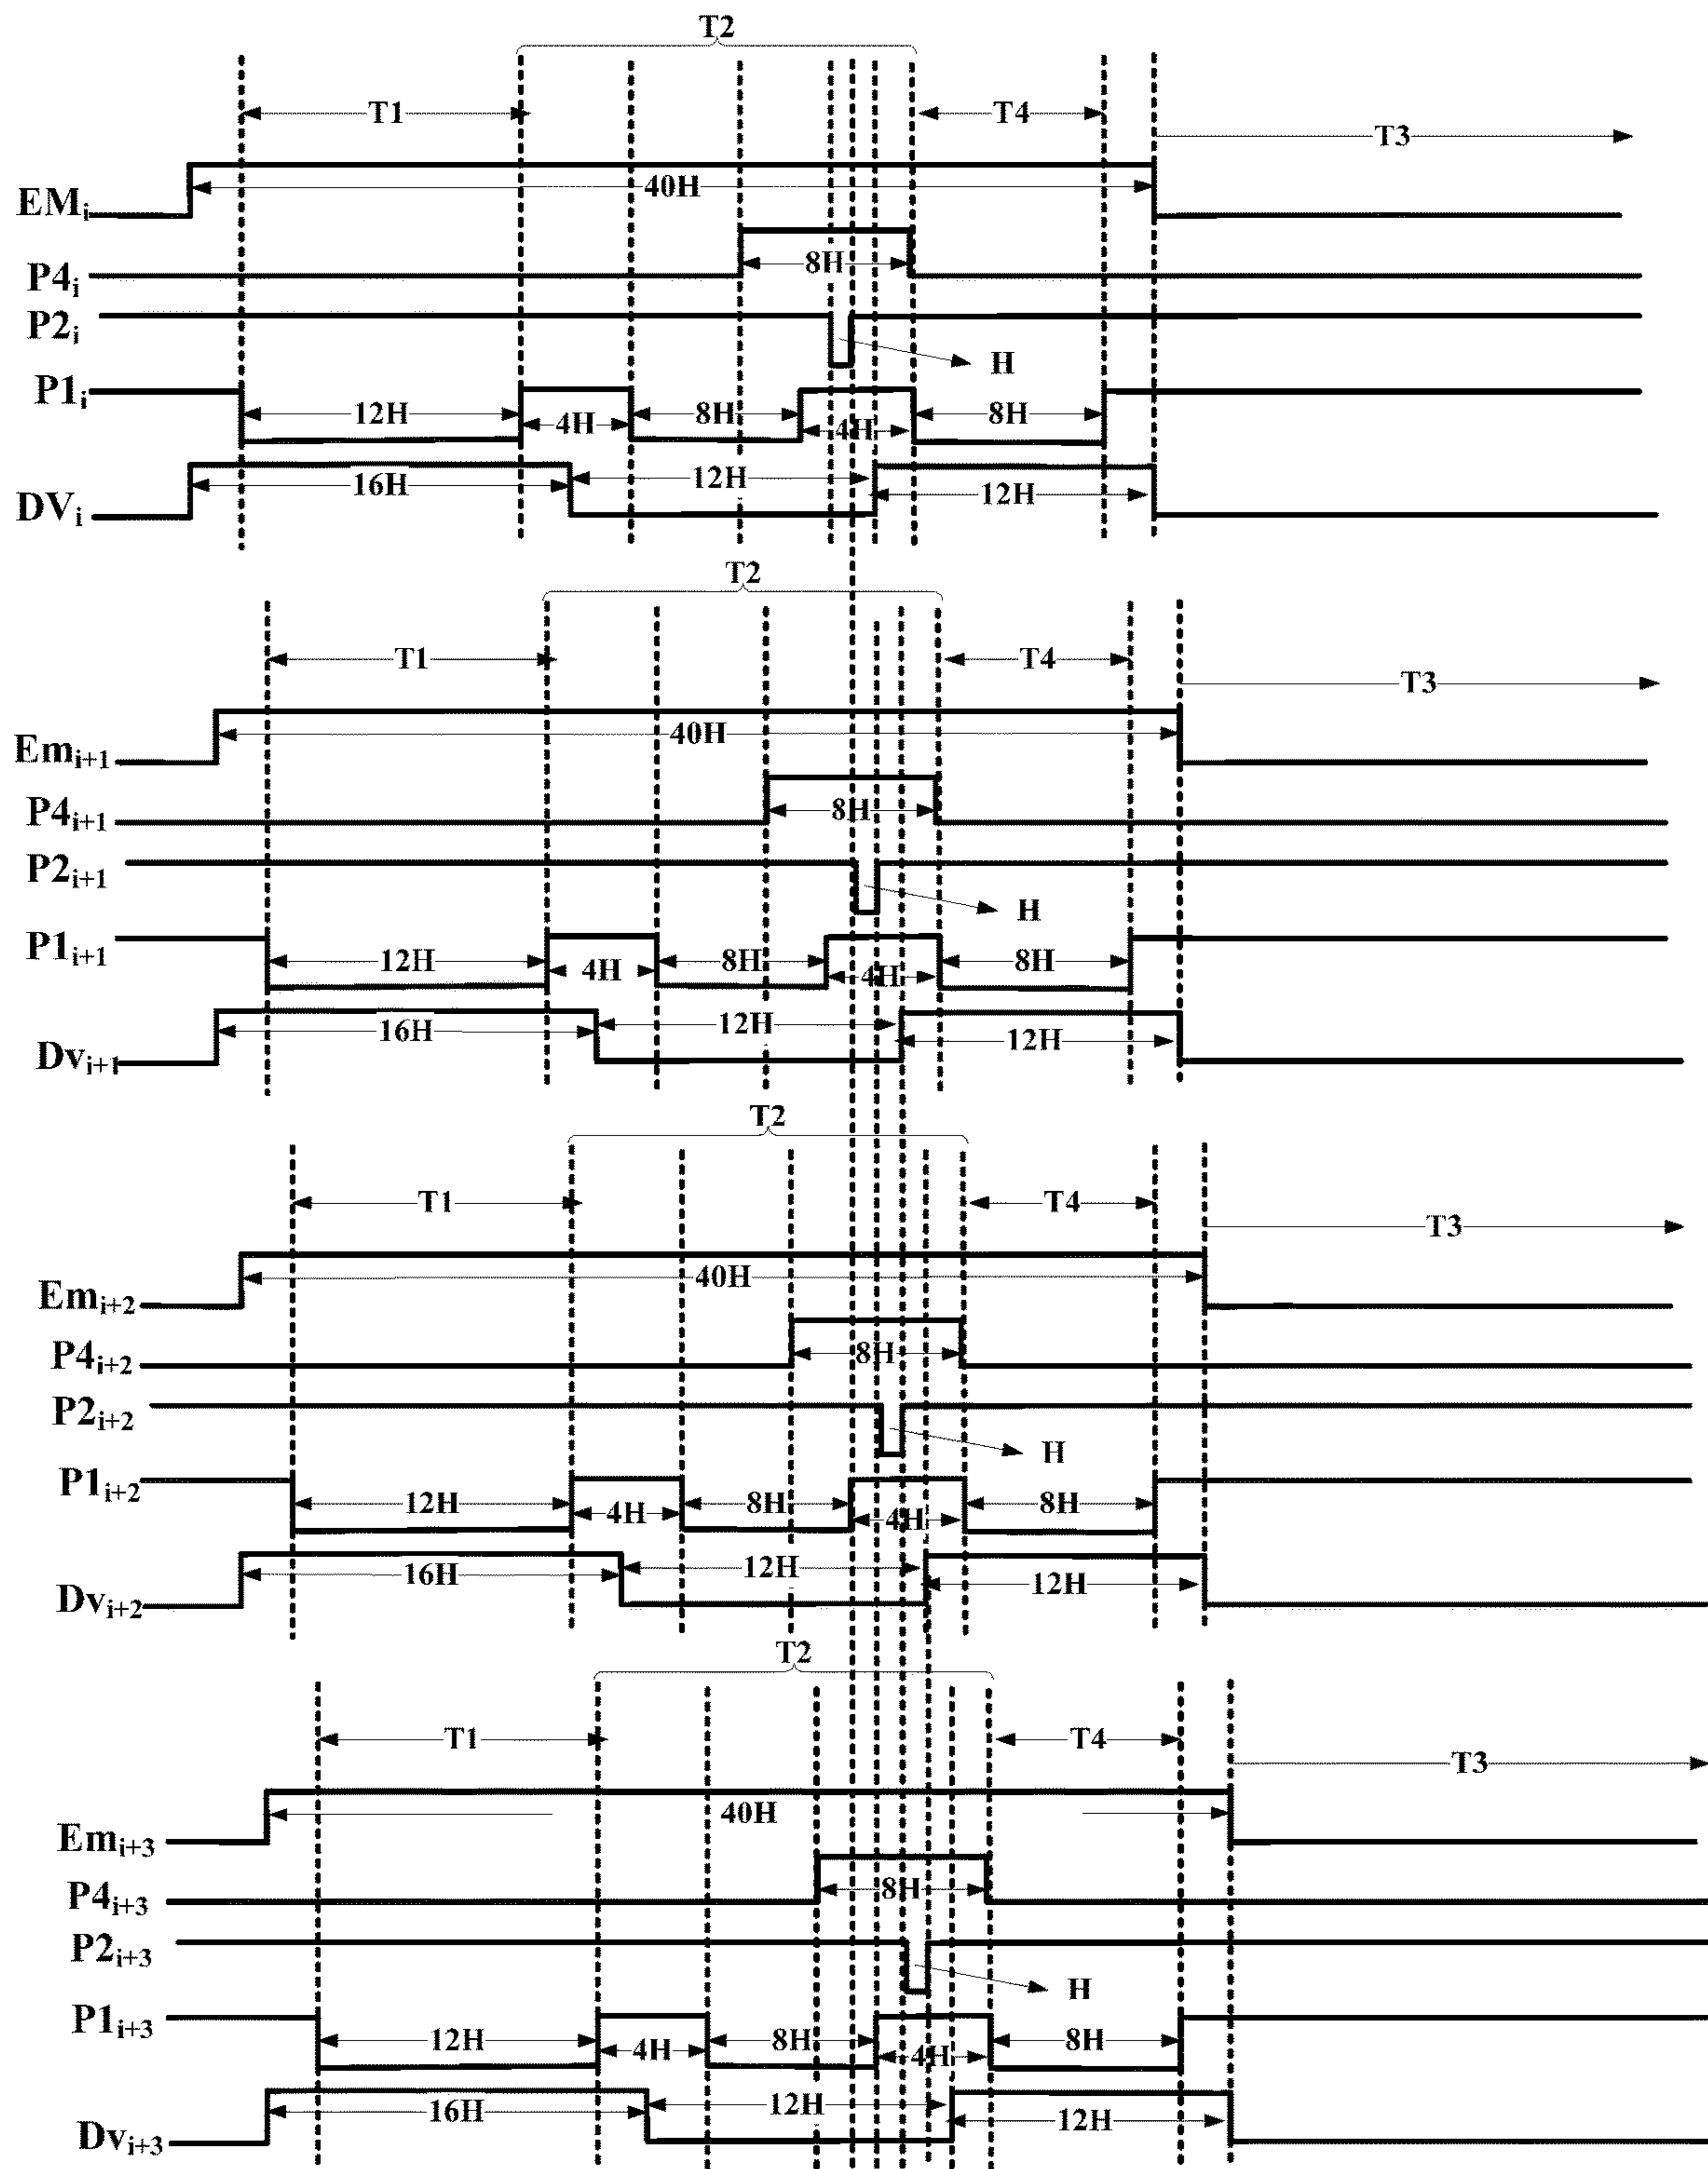 T2
T1 T4 T3
EMi 40H
P4i 8H
P2i H
P1i 12H 4H 8H 4H 8H
DVi 16H 12H 12H
T2
T1 T4 T3
Emi+1 40H
P4i+1 8H
P2i+1 H
P1i+1 12H 4H 8H 4H 8H
Dvi+1 16H 12H 12H
T2
T1 T4 T3
Emi+2 40H
P4i+2 8H
P2i+2 H
P1i+2 12H 4H 8H 4H 8H
Dvi+2 16H 12H 12H
T2
T1 T4 T3
Emi+3 40H
P4i+3 8H
P2i+3 H
P1i+3 12H 4H 8H 4H 8H
Dvi+3 16H 12H 12H